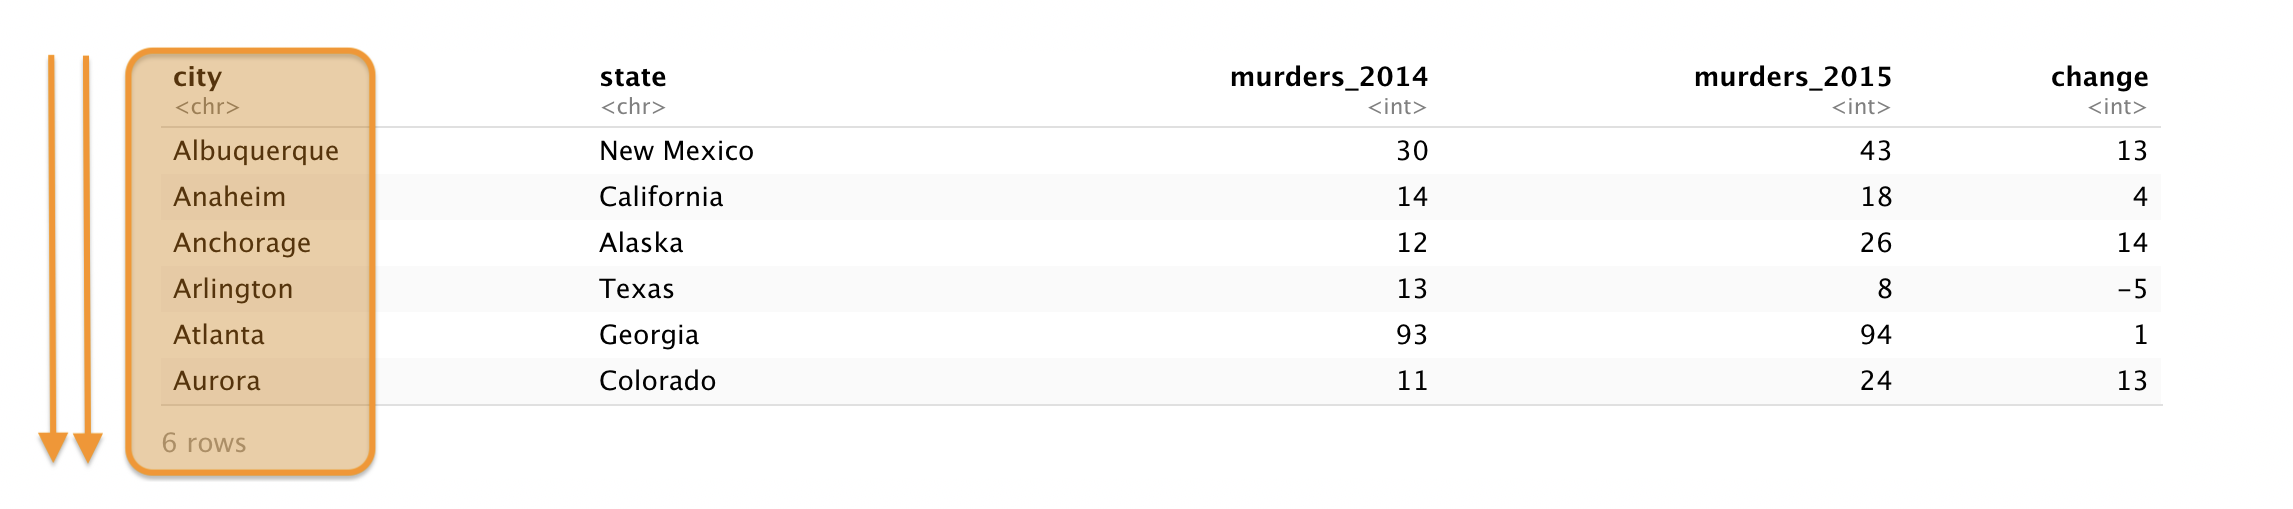 city state murders_2014 murders_2015 change
<chr> <chr> <int> <int> <int>
Albuquerque New Mexico 30 43 13
Anaheim California 14 18 4
Anchorage Alaska 12 26 14
Arlington Texas 13 8 -5
Atlanta Georgia 93 94 1
Aurora Colorado 11 24 13
6 rows